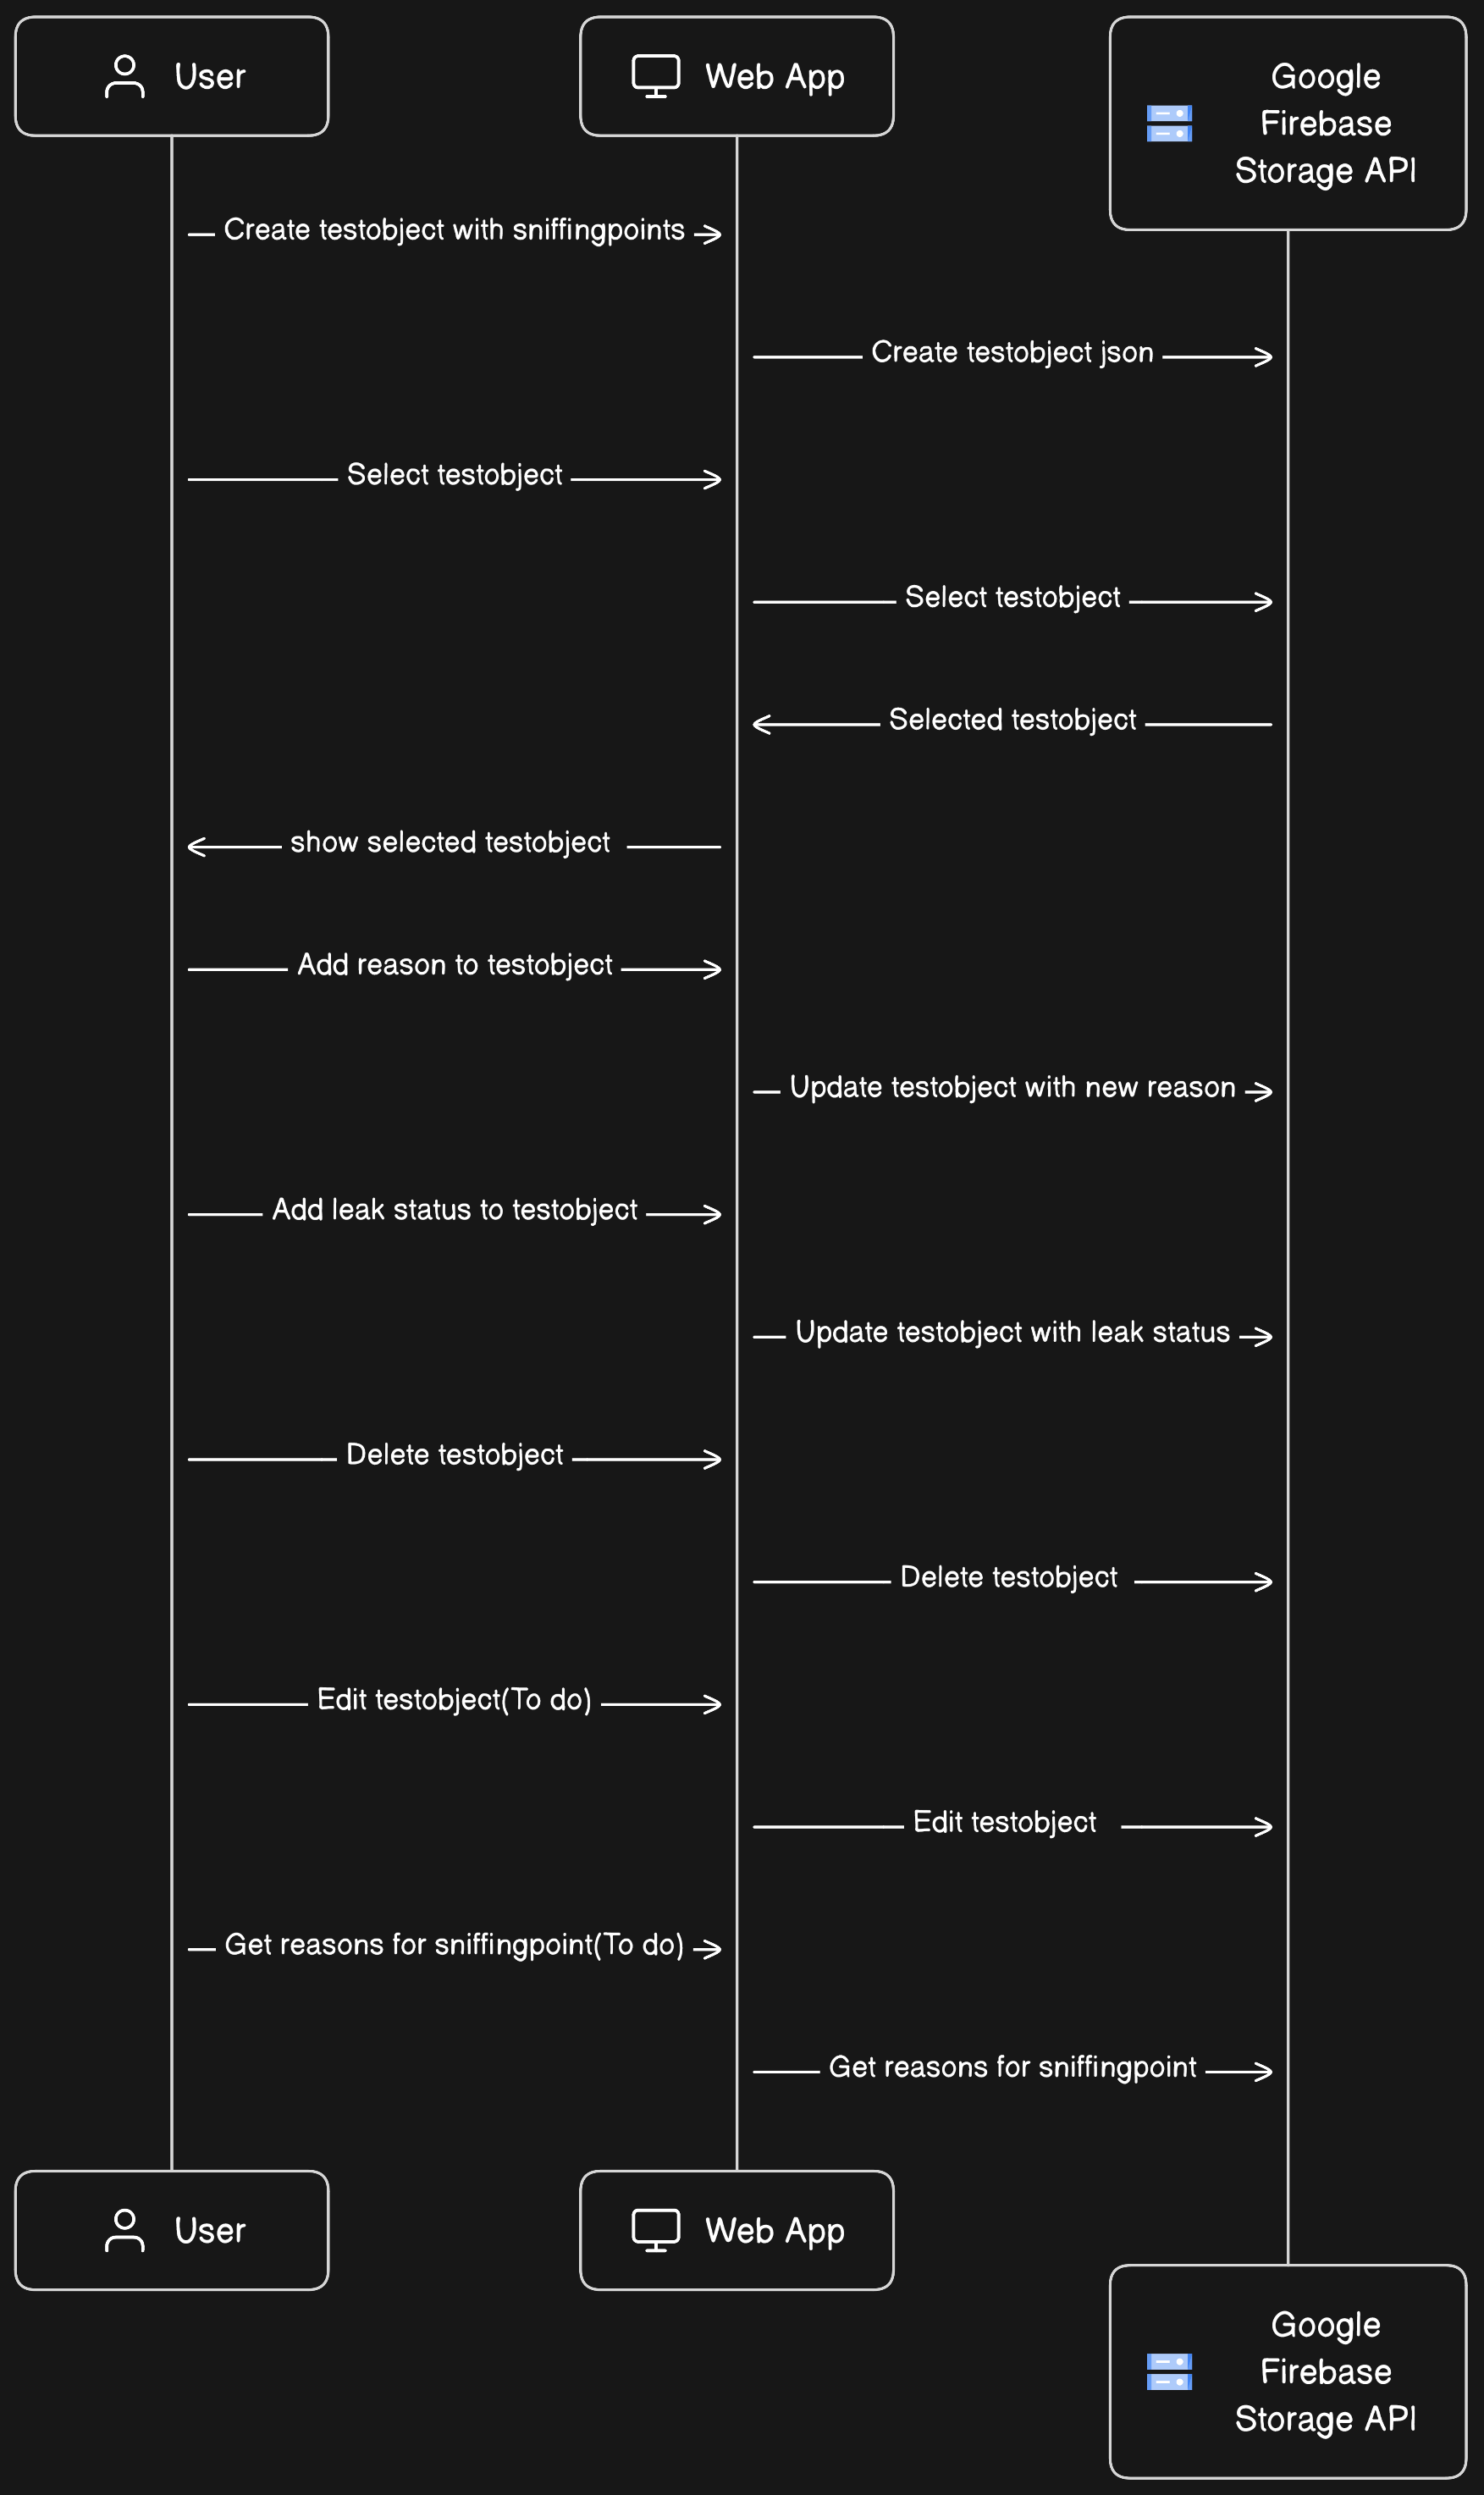 User
Web App
Google
Firebase
Storage API
Create testobject with sniffingpoints
Create testobject json
Select testobject
Select testobject
Selected testobject
show selected testobject
Add reason to testobject
Update testobject with new reason
Add leak status to testobject
Update testobject with leak status
Delete testobject
Delete testobject
Edit testobject(To do)
Edit testobject
Get reasons for sniffingpoint(To do)
Get reasons for sniffingpoint
User
Web App
Google
Firebase
Storage API